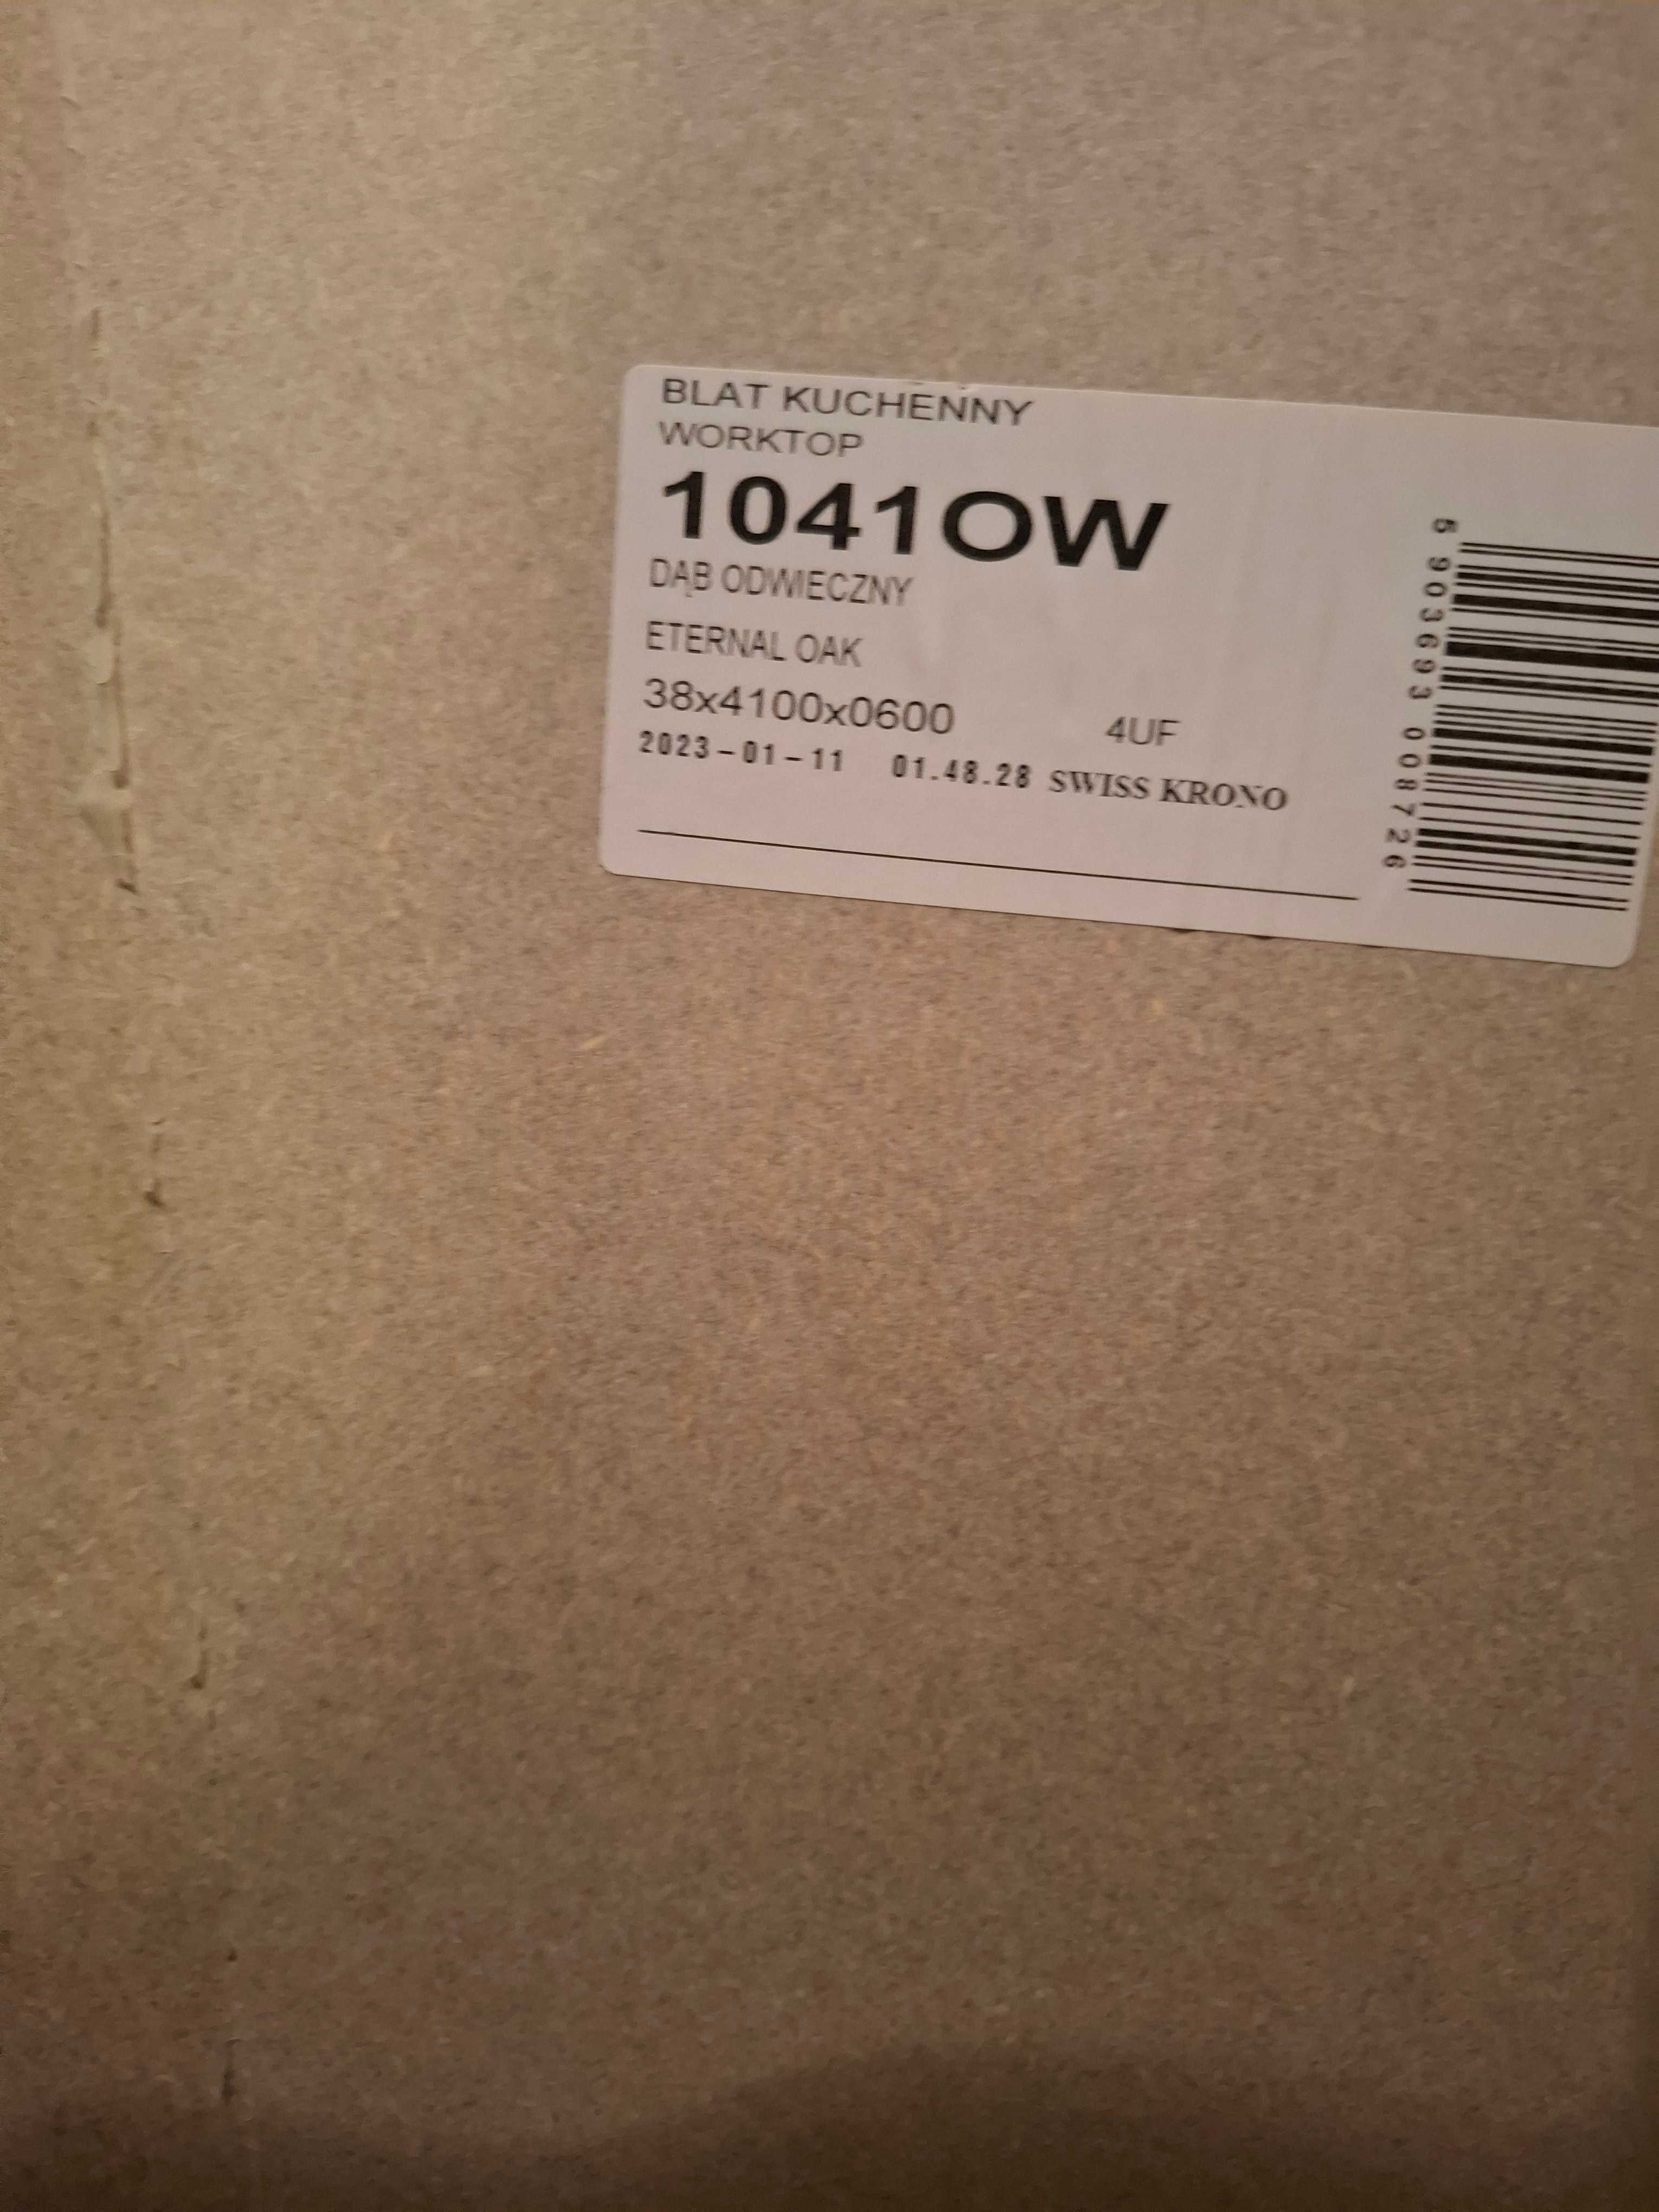 BLAT KUCHENNY
WORKTOP
1041OW
DĄB ODWIECZNY
ETERNAL OAK
38x4100x0600 4UF
2023-01-11 01.48.28 SWISS KRONO
5 903693 008726